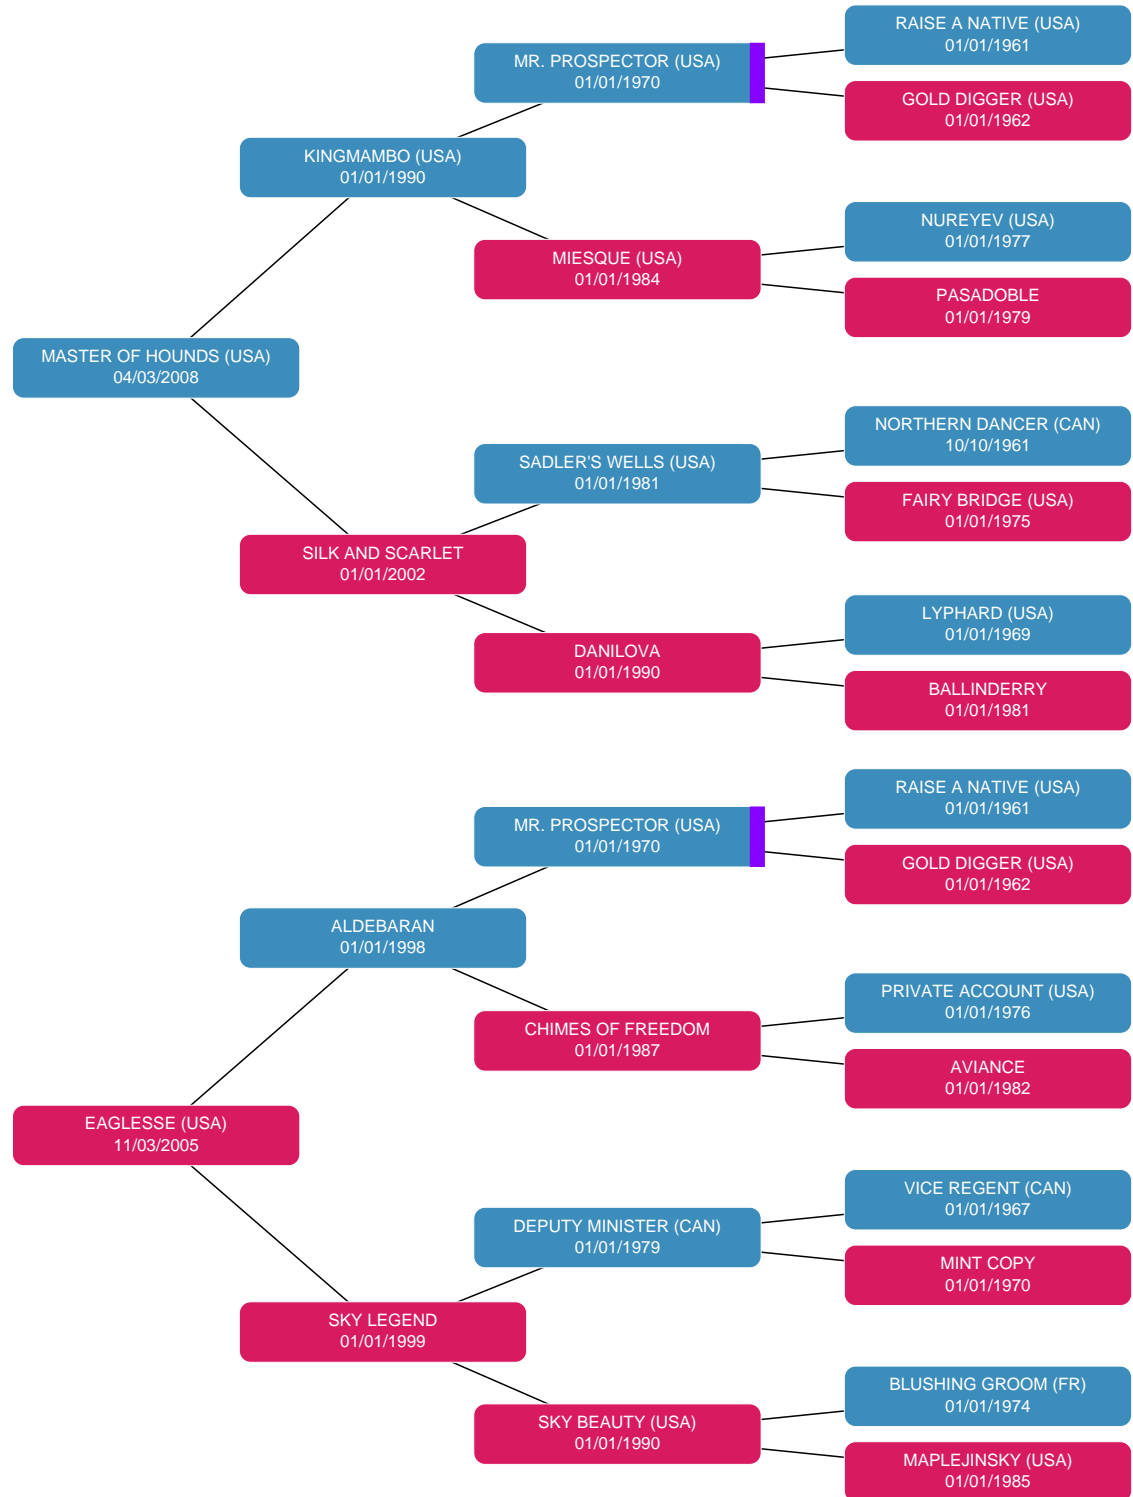 RAISE A NATIVE (USA)
01/01/1961
MR. PROSPECTOR (USA)
01/01/1970
GOLD DIGGER (USA)
01/01/1962
KINGMAMBO (USA)
01/01/1990
NUREYEV (USA)
01/01/1977
MIESQUE (USA)
01/01/1984
PASADOBLE
01/01/1979
MASTER OF HOUNDS (USA)
04/03/2008
NORTHERN DANCER (CAN)
10/10/1961
SADLER'S WELLS (USA)
01/01/1981
FAIRY BRIDGE (USA)
01/01/1975
SILK AND SCARLET
01/01/2002
LYPHARD (USA)
01/01/1969
DANILOVA
01/01/1990
BALLINDERRY
01/01/1981
RAISE A NATIVE (USA)
01/01/1961
MR. PROSPECTOR (USA)
01/01/1970
GOLD DIGGER (USA)
01/01/1962
ALDEBARAN
01/01/1998
PRIVATE ACCOUNT (USA)
01/01/1976
CHIMES OF FREEDOM
01/01/1987
AVIANCE
01/01/1982
EAGLESSE (USA)
11/03/2005
VICE REGENT (CAN)
01/01/1967
DEPUTY MINISTER (CAN)
01/01/1979
MINT COPY
01/01/1970
SKY LEGEND
01/01/1999
BLUSHING GROOM (FR)
01/01/1974
SKY BEAUTY (USA)
01/01/1990
MAPLEJINSKY (USA)
01/01/1985